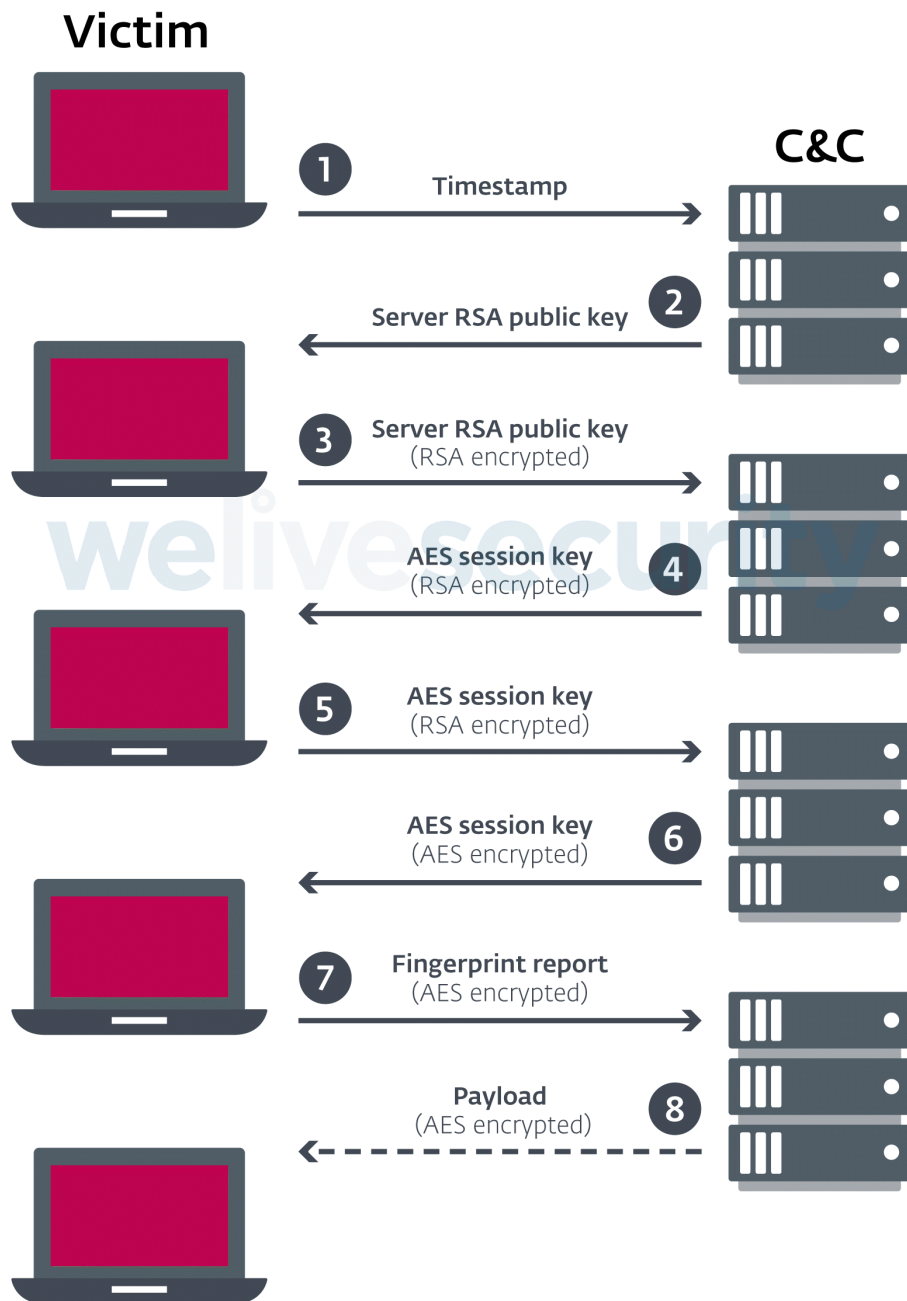 Victim
C&C
1
Timestamp
2
Server RSA public key
3
Server RSA public key
(RSA encrypted)
welivesecurity
AES session key
(RSA encrypted)
4
5
AES session key
(RSA encrypted)
AES session key
(AES encrypted)
6
7
Fingerprint report
(AES encrypted)
Payload
(AES encrypted)
8